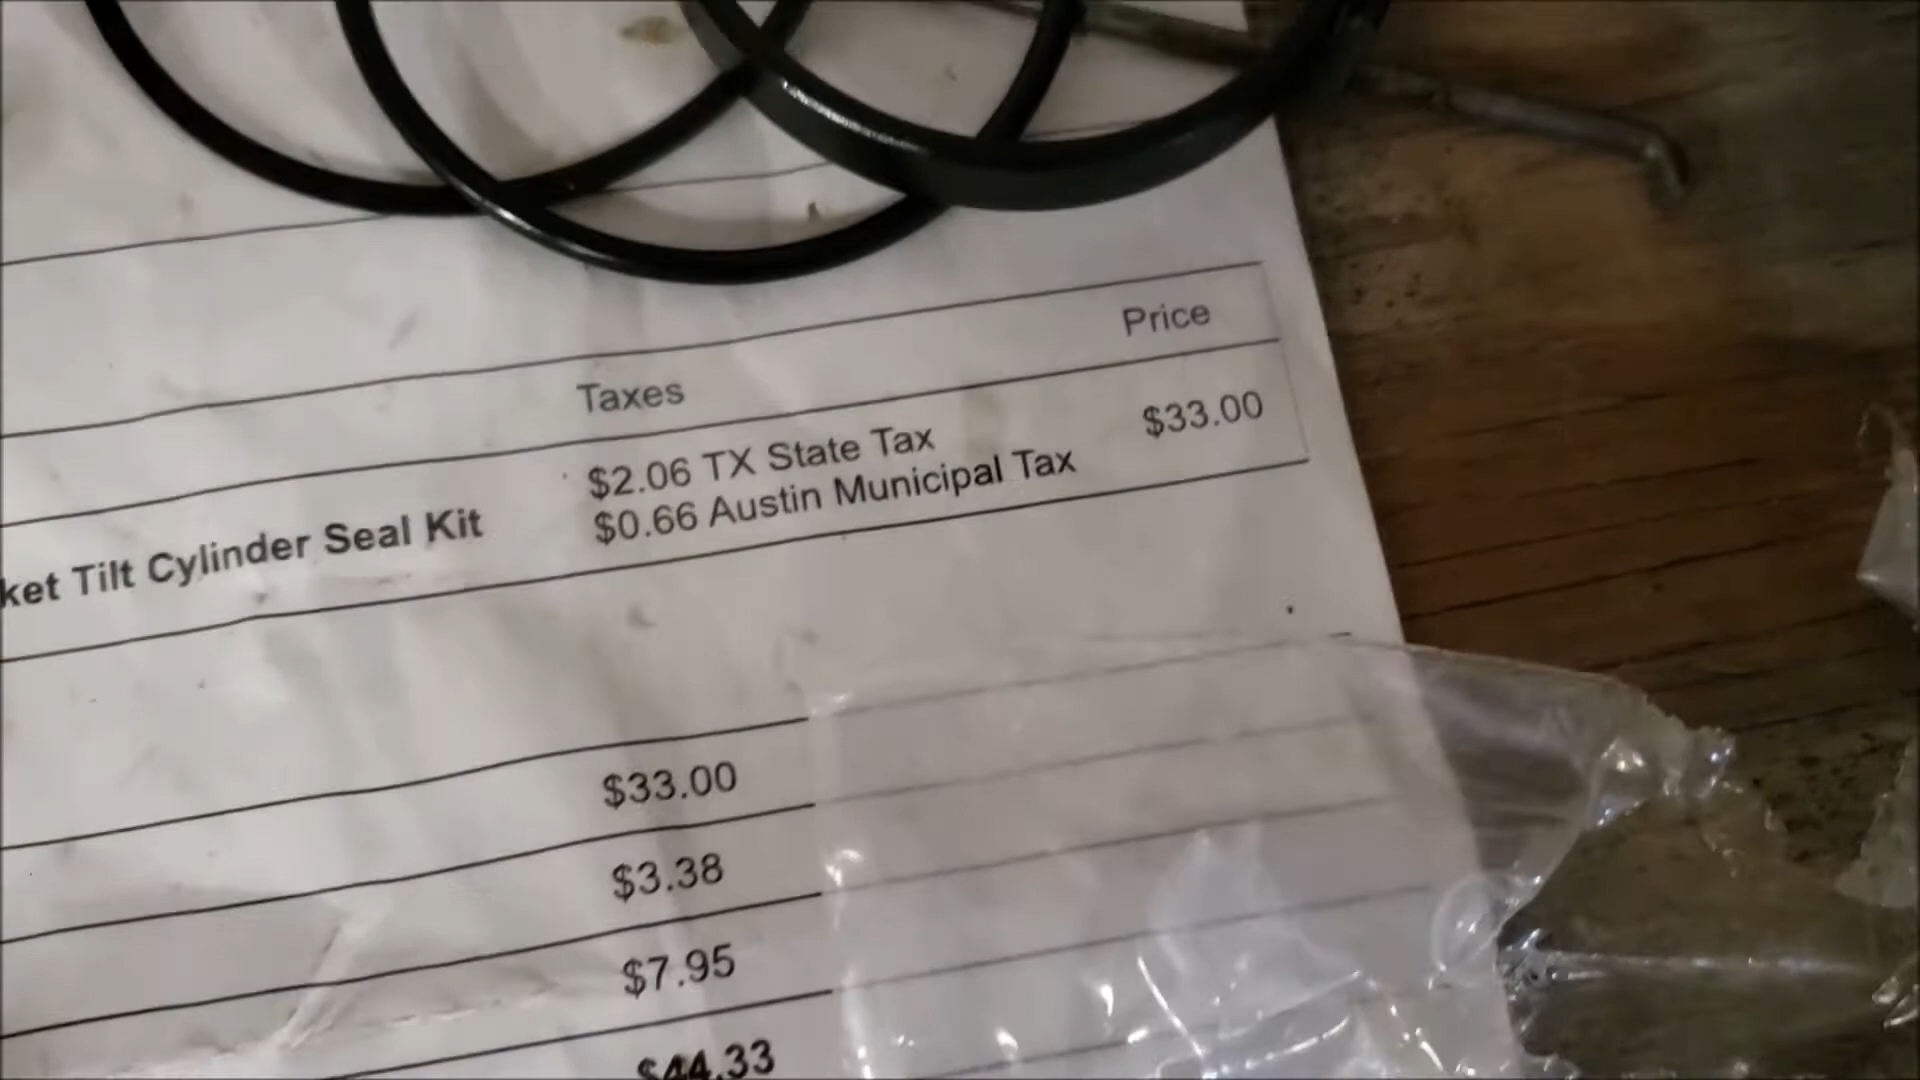 Taxes Price
$2.06 TX State Tax $33.00
$0.66 Austin Municipal Tax
ket Tilt Cylinder Seal Kit
$33.00
$3.38
$7.95
$44.33